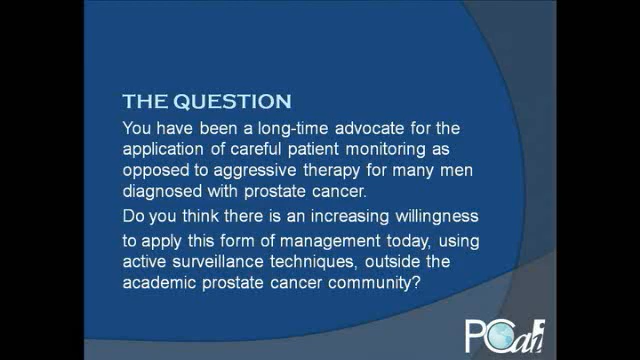 THE QUESTION
You have been a long-time advocate for the
application of careful patient monitoring as
opposed to aggressive therapy for many men
diagnosed with prostate cancer.
Do you think there is an increasing willingness
to apply this form of management today, using
active surveillance techniques, outside the
academic prostate cancer community?